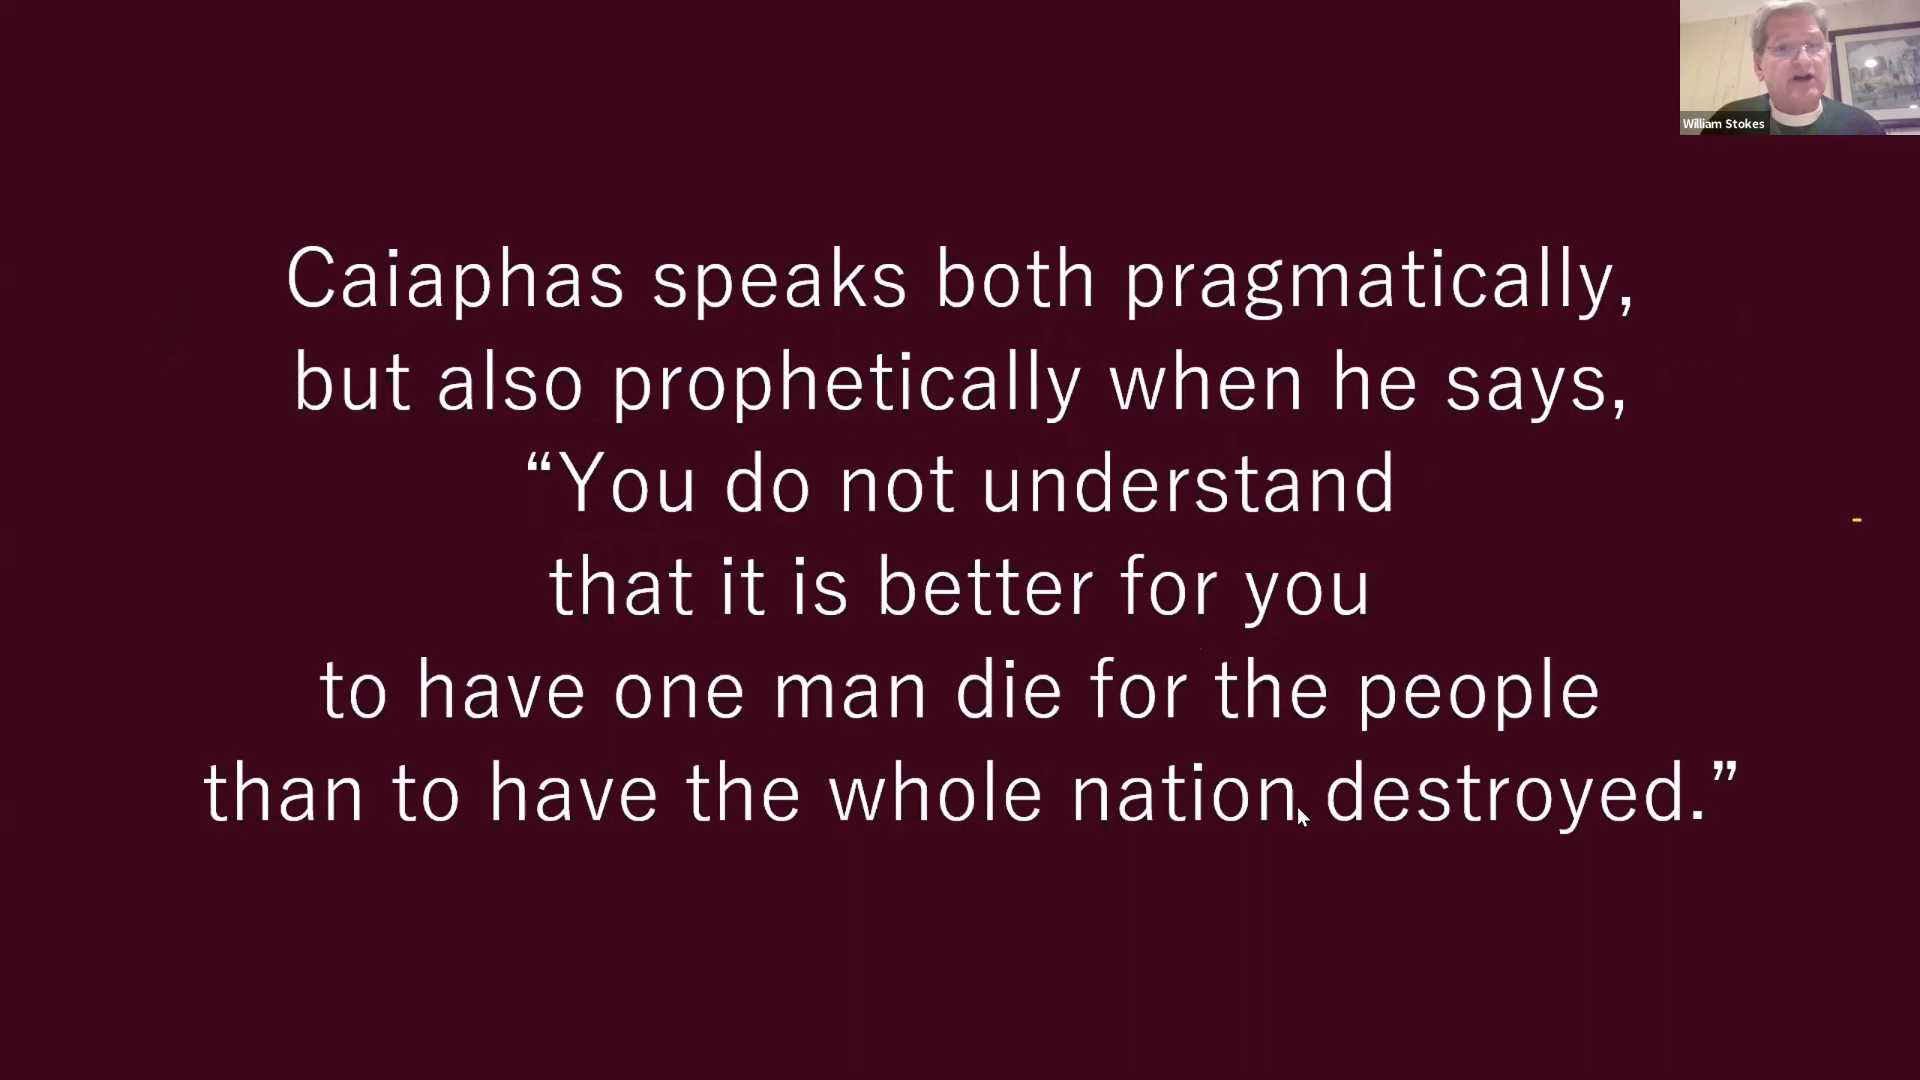 William Stokes
Caiaphas speaks both pragmatically,
but also prophetically when he says,
“You do not understand
that it is better for you
to have one man die for the people
than to have the whole nation destroyed.”